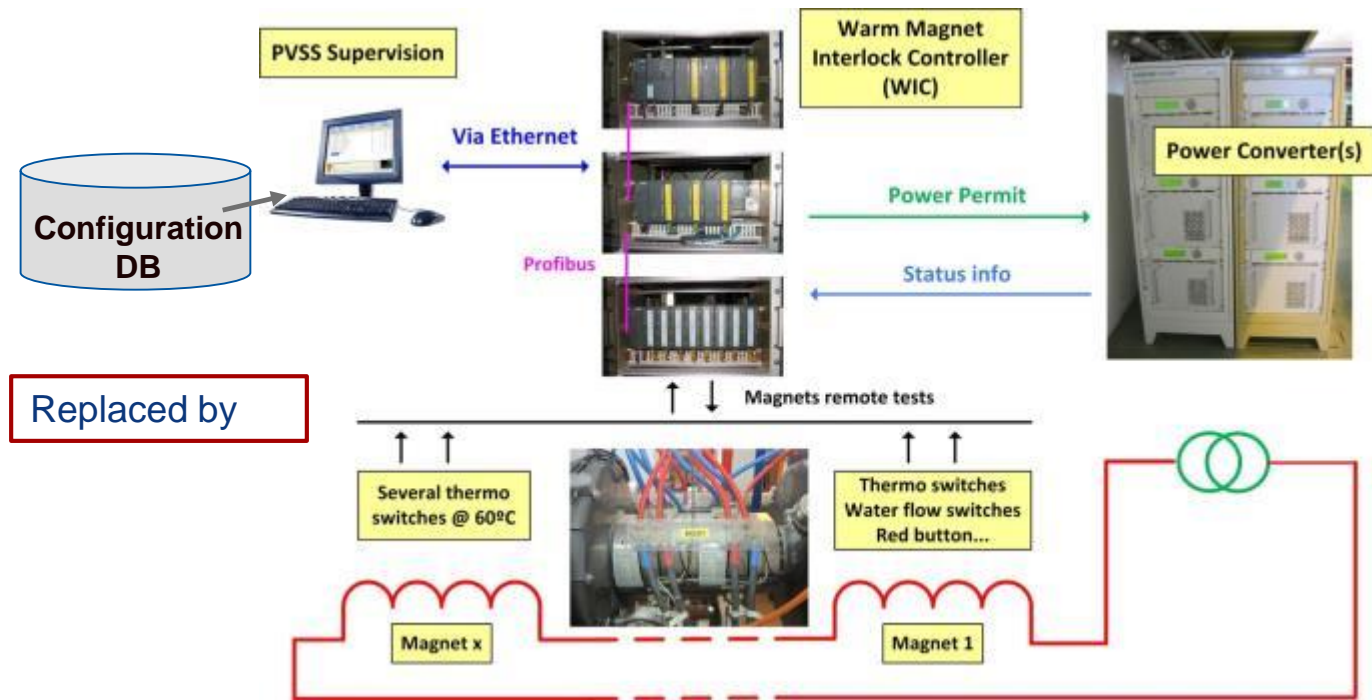 PVSS Supervision
Warm Magnet
Interlock Controller
(WIC)
Via Ethernet
Power Converter(s)
Configuration
DB
Power Permit
Profibus
Status info
Replaced by
Magnets remote tests
Several thermo
switches @ 60ºC
Thermo switches
Water flow switches
Red button...
Magnet x
Magnet 1